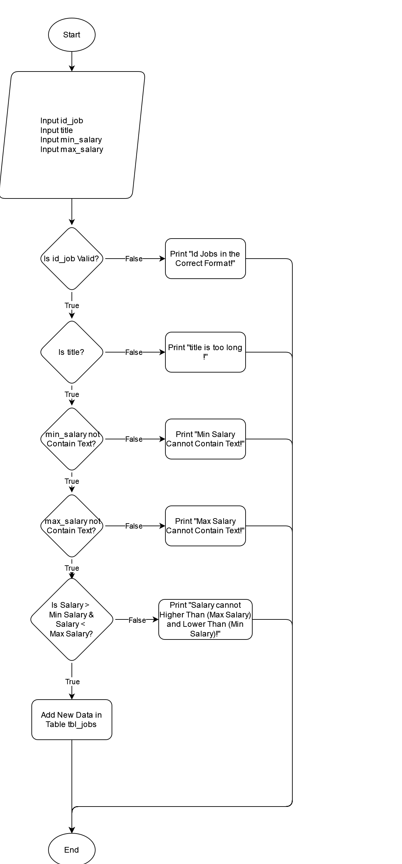 Start
Input id_job
Input title
Input min_salary
Input max_salary
Is id_job Valid?
False
Print "Id Jobs in the
Correct Format!"
True
Is title?
False
Print "title is too long
!"
True
min_salary not
Contain Text?
False
Print "Min Salary
Cannot Contain Text!"
True
max_salary not
Contain Text?
False
Print "Max Salary
Cannot Contain Text!"
True
Is Salary >
Min Salary &
Salary <
Max Salary?
False
Print "Salary cannot
Higher Than (Max Salary)
and Lower Than (Min
Salary)!"
True
Add New Data in
Table tbl_jobs
End